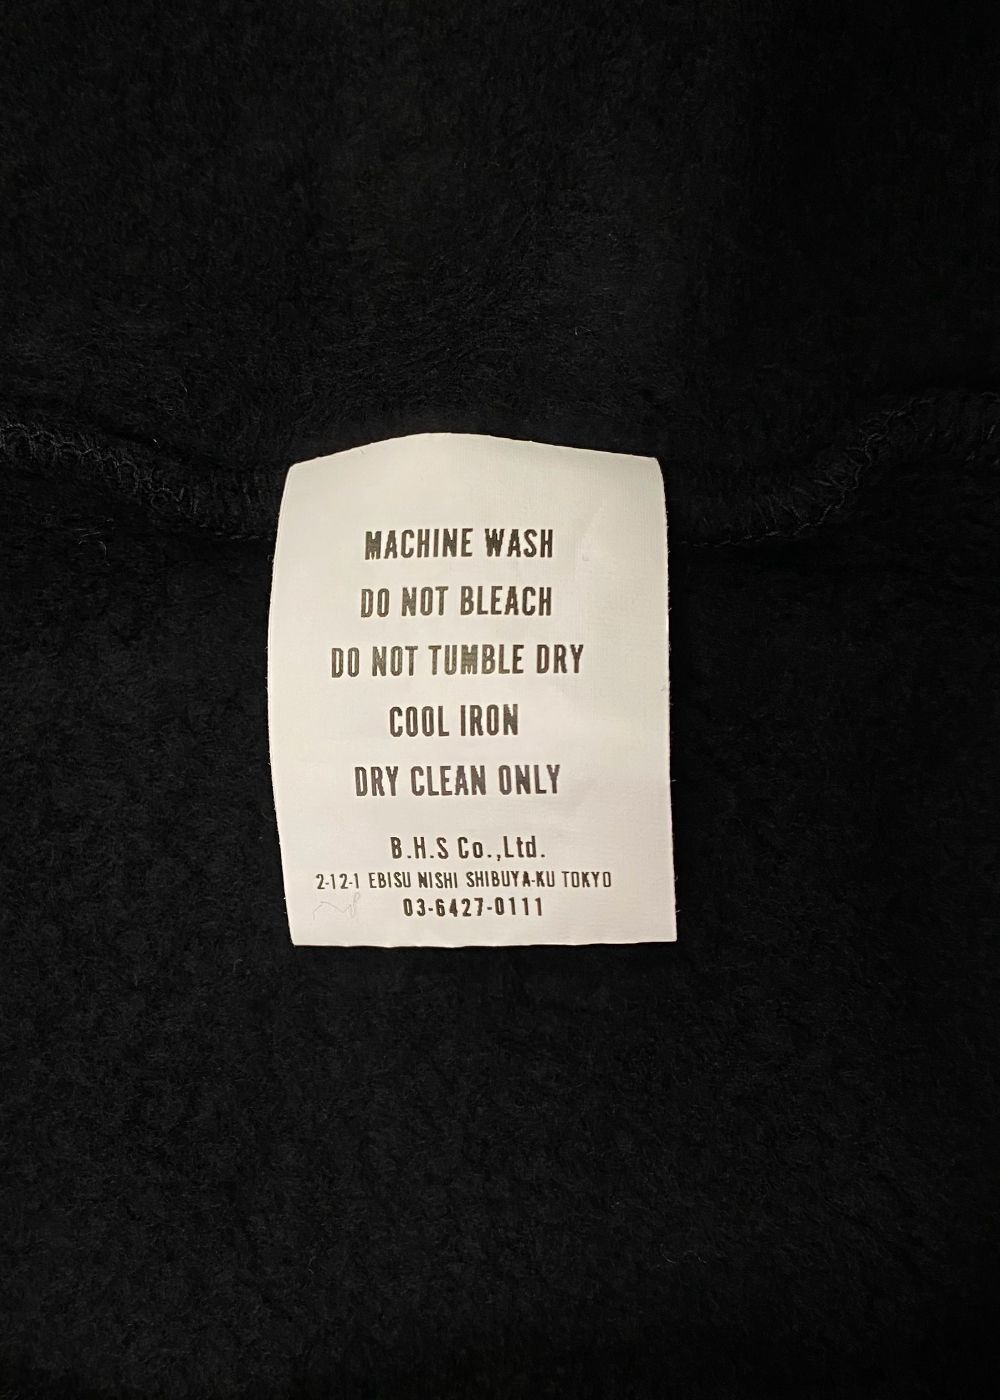 MACHINE WASH
DO NOT BLEACH
DO NOT TUMBLE DRY
COOL IRON
DRY CLEAN ONLY
B.H.S Co.,Ltd.
2-12-1 EBISU NISHI SHIBUYA-KU TOKYO
03-6427-0111